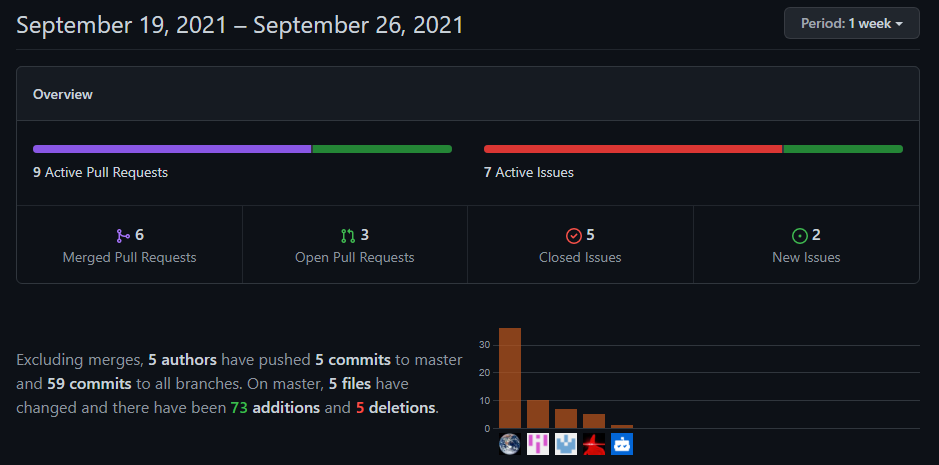 September 19, 2021 – September 26, 2021
Period: 1 week
Overview
9 Active Pull Requests
7 Active Issues
6
Merged Pull Requests
3
Open Pull Requests
5
Closed Issues
2
New Issues
Excluding merges, 5 authors have pushed 5 commits to master
and 59 commits to all branches. On master, 5 files have
changed and there have been 73 additions and 5 deletions.
30
20
10
0